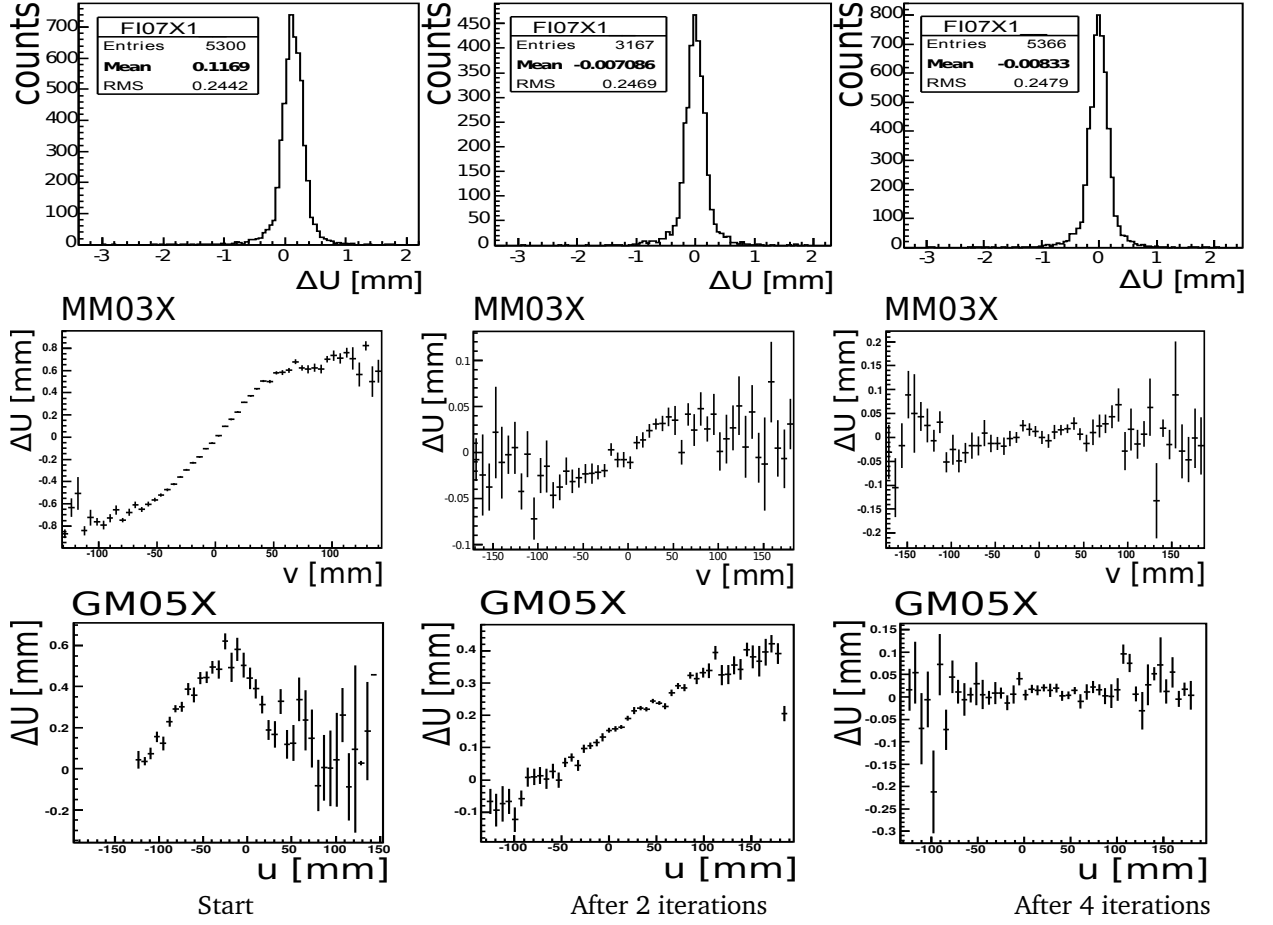 counts
700
600
500
400
300
200
100
0
FI07X1
Entries 5300
Mean 0.1169
RMS 0.2442
-3 -2 -1 0 1 2
ΔU [mm]
counts
450
400
350
300
250
200
150
100
50
0
FI07X1
Entries 3167
Mean -0.007086
RMS 0.2469
-3 -2 -1 0 1 2
ΔU [mm]
counts
800
700
600
500
400
300
200
100
0
FI07X1
Entries 5366
Mean -0.00833
RMS 0.2479
-3 -2 -1 0 1 2
ΔU [mm]
MM03X
ΔU [mm]
0.8
0.6
0.4
0.2
0
-0.2
-0.4
-0.6
-0.8
-100 -50 0 50 100
v [mm]
MM03X
ΔU [mm]
0.1
0.05
0
-0.05
-0.1
-150 -100 -50 0 50 100 150
v [mm]
MM03X
ΔU [mm]
0.2
0.15
0.1
0.05
0
-0.05
-0.1
-0.15
-0.2
-150 -100 -50 0 50 100 150
v [mm]
GM05X
ΔU [mm]
0.6
0.4
0.2
0
-0.2
-150 -100 -50 0 50 100 150
u [mm]
GM05X
ΔU [mm]
0.4
0.3
0.2
0.1
0
-0.1
-100 -50 0 50 100 150
u [mm]
GM05X
ΔU [mm]
0.15
0.1
0.05
0
-0.05
-0.1
-0.15
-0.2
-0.25
-0.3
-100 -50 0 50 100 150
u [mm]
Start
After 2 iterations
After 4 iterations